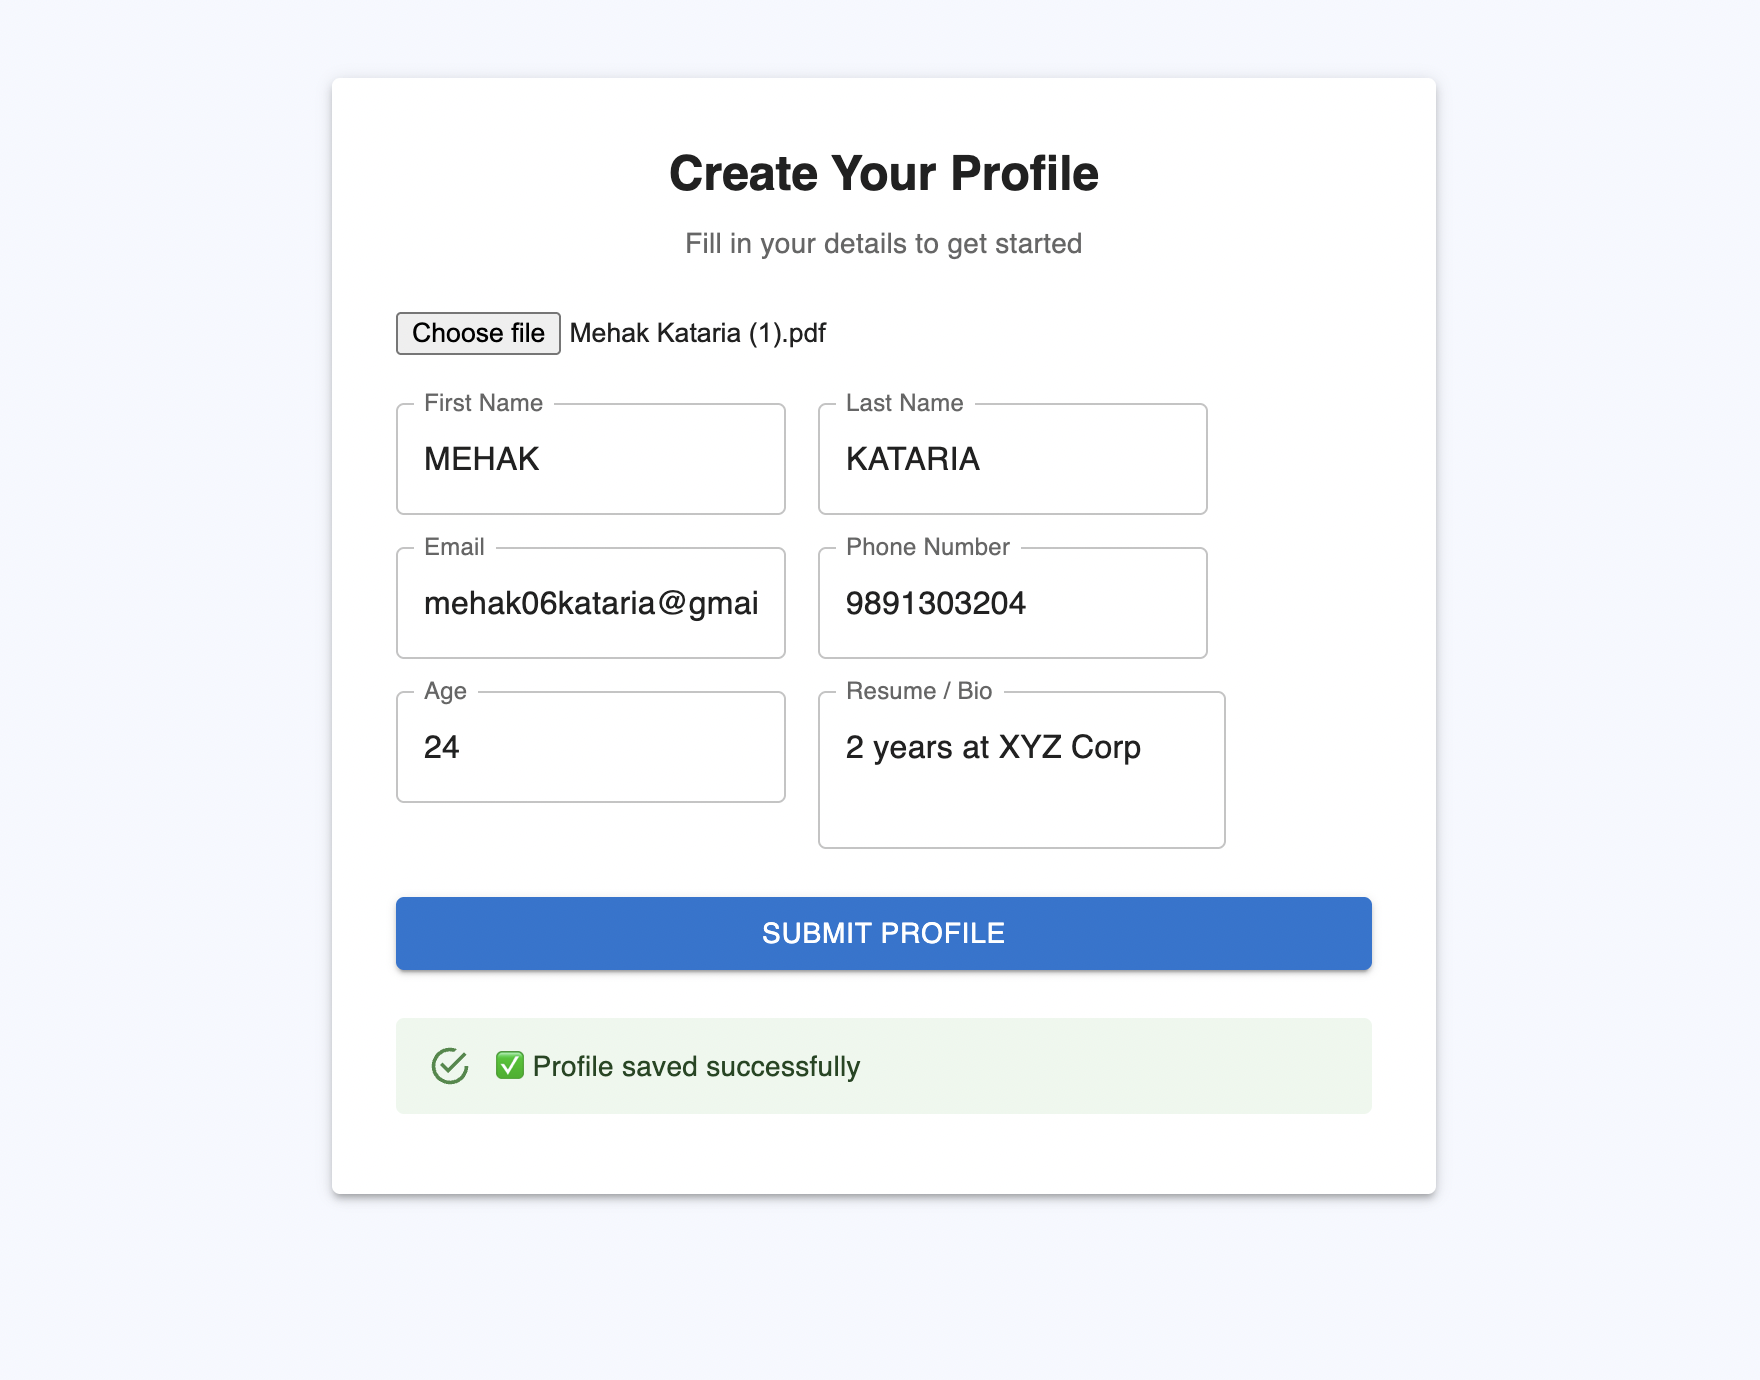 Create Your Profile
Fill in your details to get started
Choose file Mehak Kataria (1).pdf
First Name
Last Name
MEHAK
KATARIA
Email
Phone Number
mehak06kataria@gmai
9891303204
Age
Resume / Bio
24
2 years at XYZ Corp
SUBMIT PROFILE
✅ Profile saved successfully